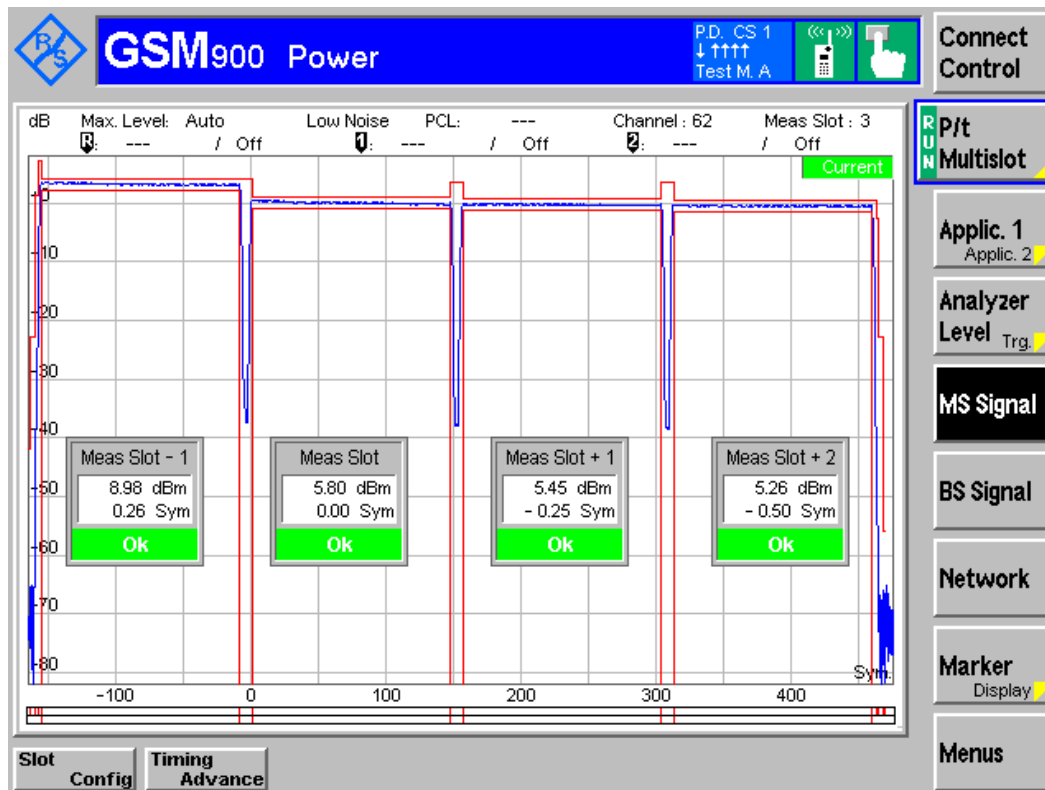 R/S
GSM900 Power
P.D. CS 1
↓ ↑↑↑↑
Test M. A
Connect
Control
dB Max. Level: Auto Low Noise PCL: --- Channel : 62 Meas Slot : 3
R: --- / Off 1: --- / Off 2: --- / Off
Current
RUN
P/t
Multislot
Applic. 1
Applic. 2
Analyzer
Level Trg.
MS Signal
BS Signal
Network
Marker
Display
Menus
0
-10
-20
-30
-40
-50
-60
-70
-80
Meas Slot - 1
8.98 dBm
0.26 Sym
Ok
Meas Slot
5.80 dBm
0.00 Sym
Ok
Meas Slot + 1
5.45 dBm
- 0.25 Sym
Ok
Meas Slot + 2
5.26 dBm
- 0.50 Sym
Ok
Sym.
-100 0 100 200 300 400
Slot
Config
Timing
Advance